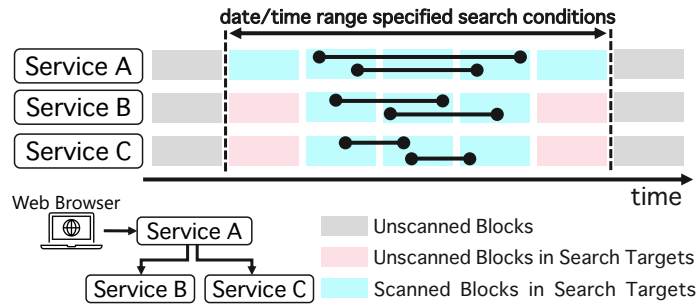 date/time range specified search conditions
Service A
Service B
Service C
time
Web Browser
Service A
Service B
Service C
Unscanned Blocks
Unscanned Blocks in Search Targets
Scanned Blocks in Search Targets